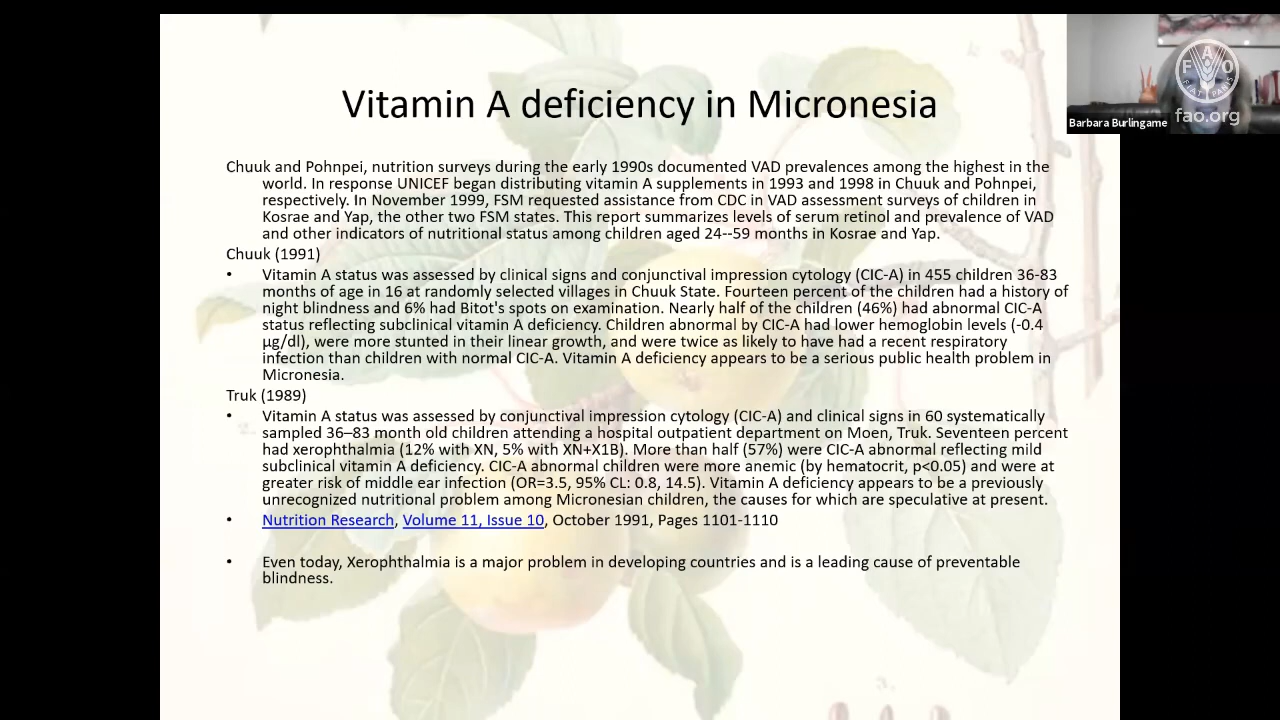 Vitamin A deficiency in Micronesia
F A O
FIAT PANIS
fao.org
Barbara Burlingame
Chuuk and Pohnpei, nutrition surveys during the early 1990s documented VAD prevalences among the highest in the
world. In response UNICEF began distributing vitamin A supplements in 1993 and 1998 in Chuuk and Pohnpei,
respectively. In November 1999, FSM requested assistance from CDC in VAD assessment surveys of children in
Kosrae and Yap, the other two FSM states. This report summarizes levels of serum retinol and prevalence of VAD
and other indicators of nutritional status among children aged 24--59 months in Kosrae and Yap.
Chuuk (1991)
• Vitamin A status was assessed by clinical signs and conjunctival impression cytology (CIC-A) in 455 children 36-83
months of age in 16 at randomly selected villages in Chuuk State. Fourteen percent of the children had a history of
night blindness and 6% had Bitot's spots on examination. Nearly half of the children (46%) had abnormal CIC-A
status reflecting subclinical vitamin A deficiency. Children abnormal by CIC-A had lower hemoglobin levels (-0.4
µg/dl), were more stunted in their linear growth, and were twice as likely to have had a recent respiratory
infection than children with normal CIC-A. Vitamin A deficiency appears to be a serious public health problem in
Micronesia.
Truk (1989)
• Vitamin A status was assessed by conjunctival impression cytology (CIC-A) and clinical signs in 60 systematically
sampled 36–83 month old children attending a hospital outpatient department on Moen, Truk. Seventeen percent
had xerophthalmia (12% with XN, 5% with XN+X1B). More than half (57%) were CIC-A abnormal reflecting mild
subclinical vitamin A deficiency. CIC-A abnormal children were more anemic (by hematocrit, p<0.05) and were at
greater risk of middle ear infection (OR=3.5, 95% CL: 0.8, 14.5). Vitamin A deficiency appears to be a previously
unrecognized nutritional problem among Micronesian children, the causes for which are speculative at present.
• Nutrition Research, Volume 11, Issue 10, October 1991, Pages 1101-1110
• Even today, Xerophthalmia is a major problem in developing countries and is a leading cause of preventable
blindness.